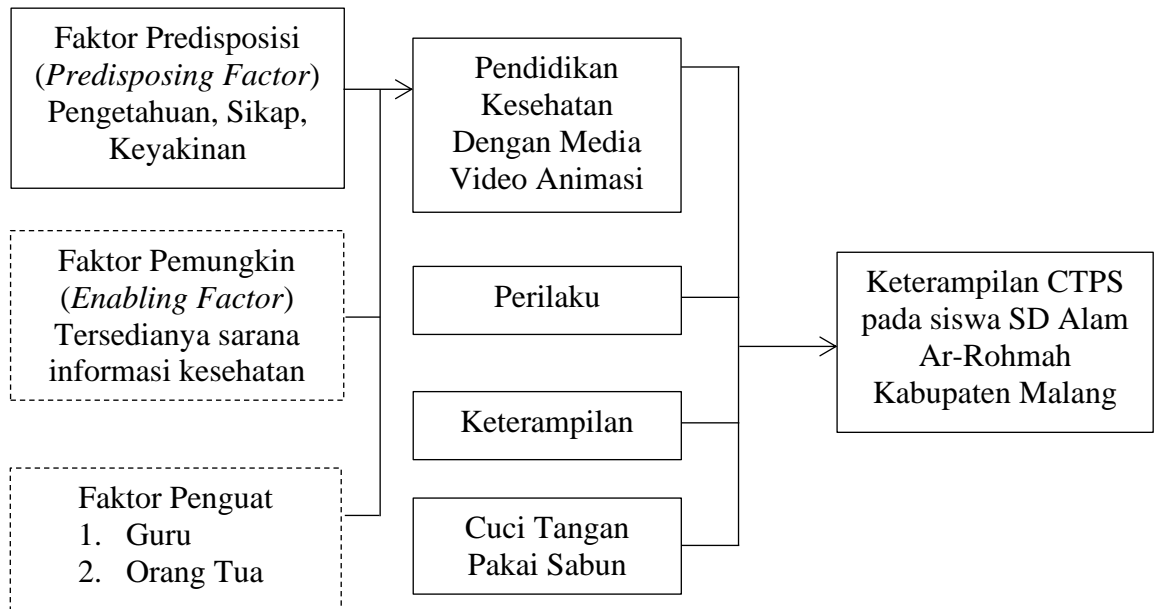 Faktor Predisposisi
(Predisposing Factor)
Pengetahuan, Sikap,
Keyakinan
Faktor Pemungkin
(Enabling Factor)
Tersedianya sarana
informasi kesehatan
Faktor Penguat
1. Guru
2. Orang Tua
Pendidikan
Kesehatan
Dengan Media
Video Animasi
Perilaku
Keterampilan
Cuci Tangan
Pakai Sabun
Keterampilan CTPS
pada siswa SD Alam
Ar-Rohmah
Kabupaten Malang